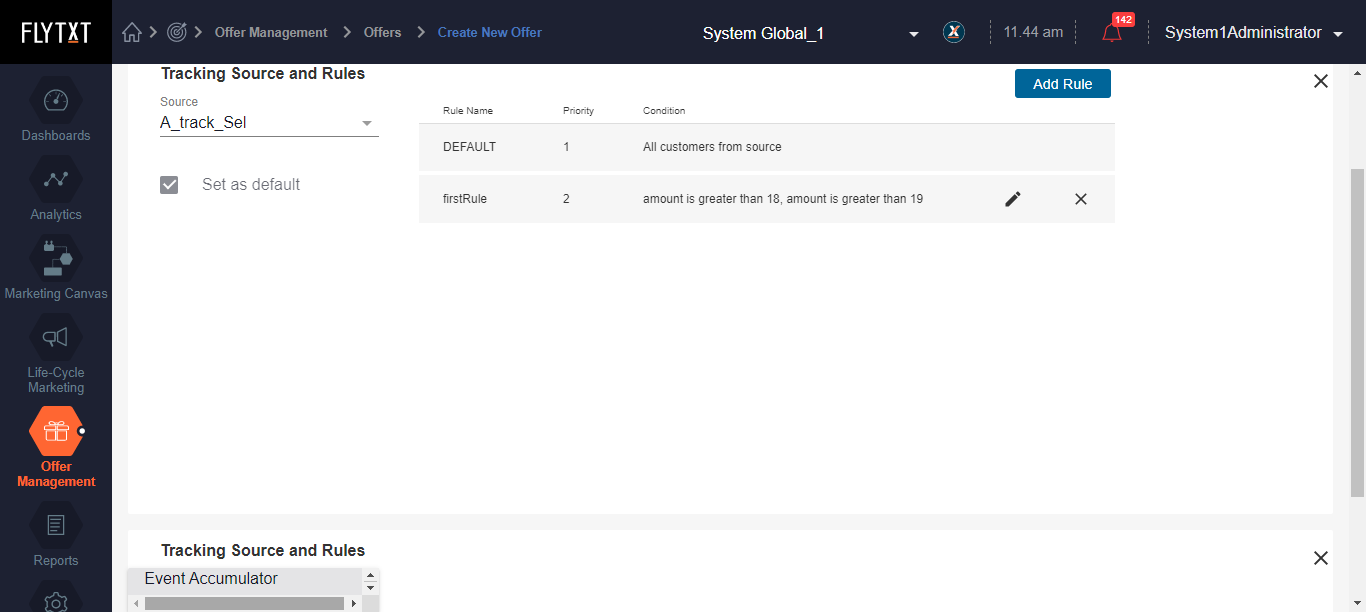 FLYTXT
Offer Management
Offers
Create New Offer
System Global_1
X
11.44 am
142
System1Administrator
Dashboards
Analytics
Marketing Canvas
Life-Cycle
Marketing
Offer
Management
Reports
Tracking Source and Rules
Add Rule
Source
A_track_Sel
Set as default
Rule Name Priority Condition
DEFAULT 1 All customers from source
firstRule 2 amount is greater than 18, amount is greater than 19
Tracking Source and Rules
Event Accumulator